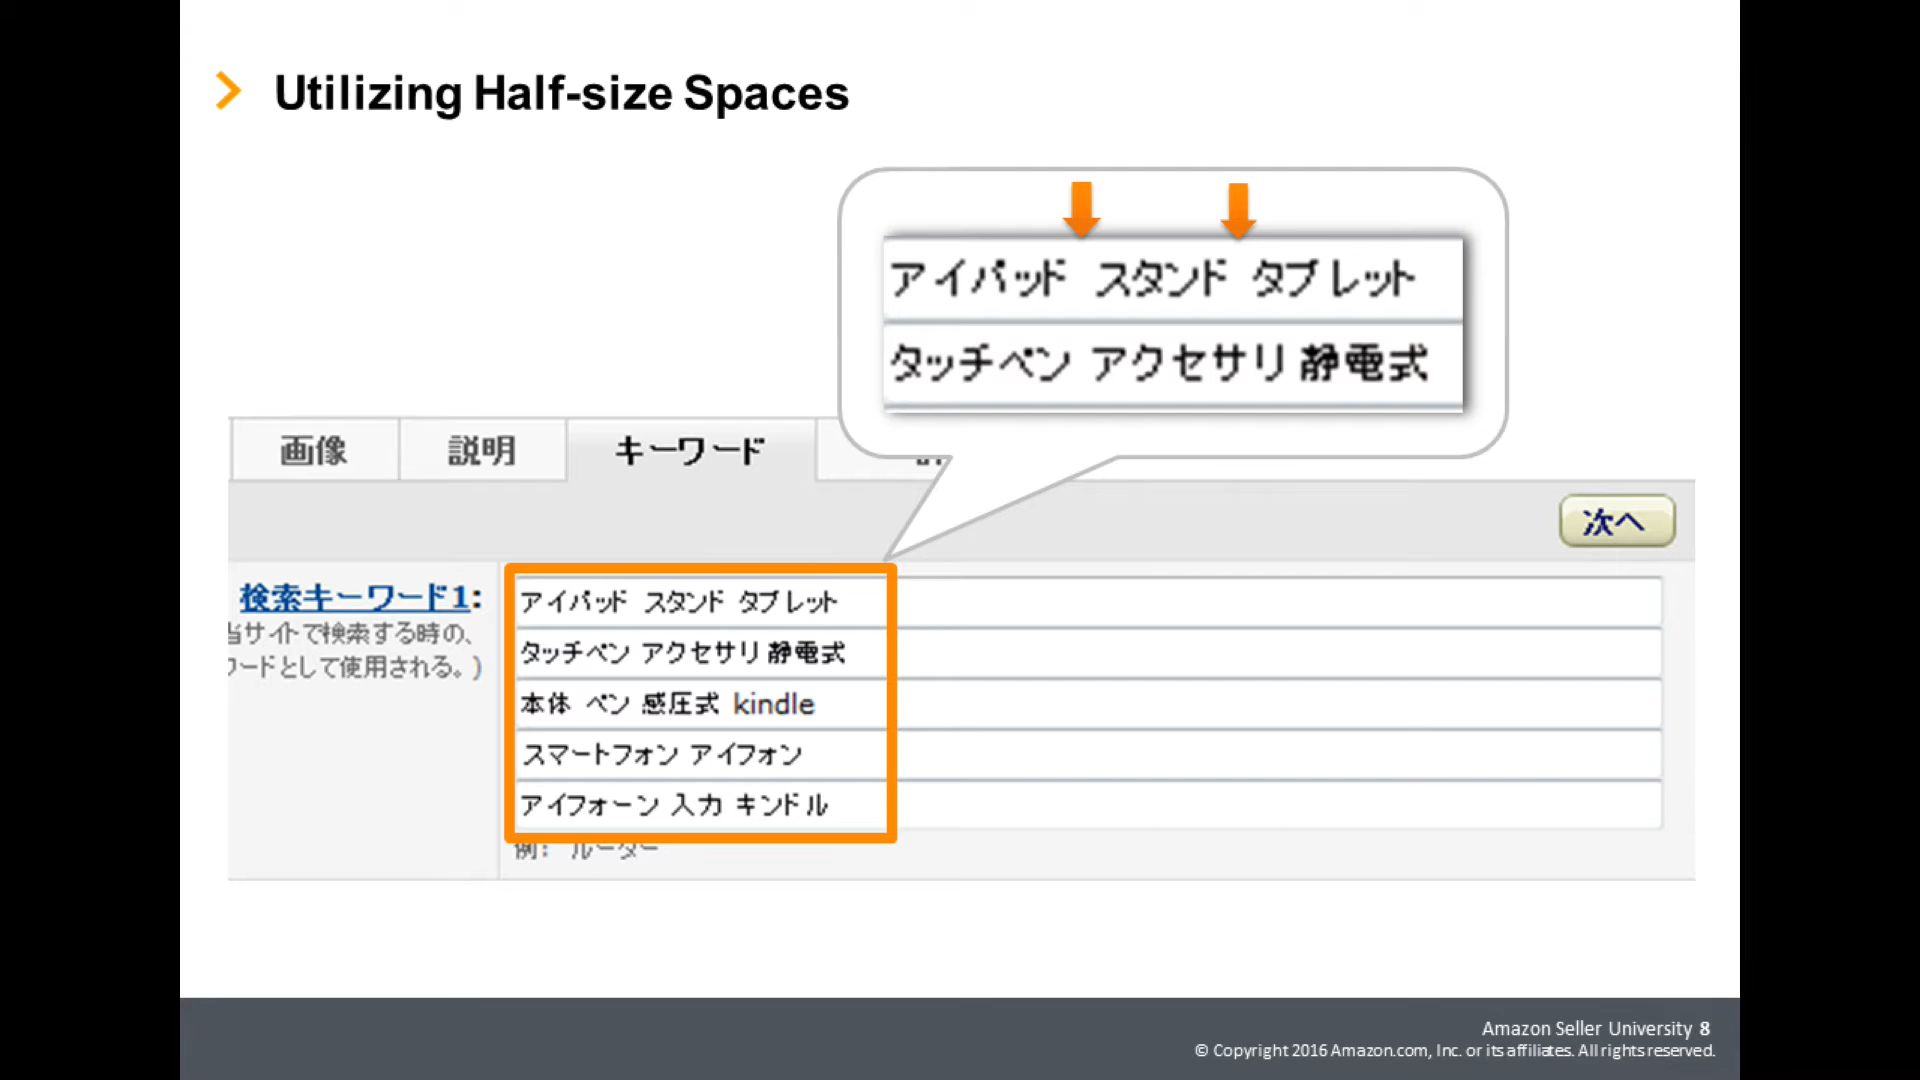 Utilizing Half-size Spaces
アイパッド スタンド タブレット
タッチペン アクセサリ 静電式
画像
説明
キーワード
次へ
検索キーワード1:
当サイトで検索する時の、
ワードとして使用される。)
アイパッド スタンド タブレット
タッチペン アクセサリ 静電式
本体 ペン 感圧式 kindle
スマートフォン アイフォン
アイフォーン 入力 キンドル
例: ルーター
Amazon Seller University 8
© Copyright 2016 Amazon.com, Inc. or its affiliates. All rights reserved.